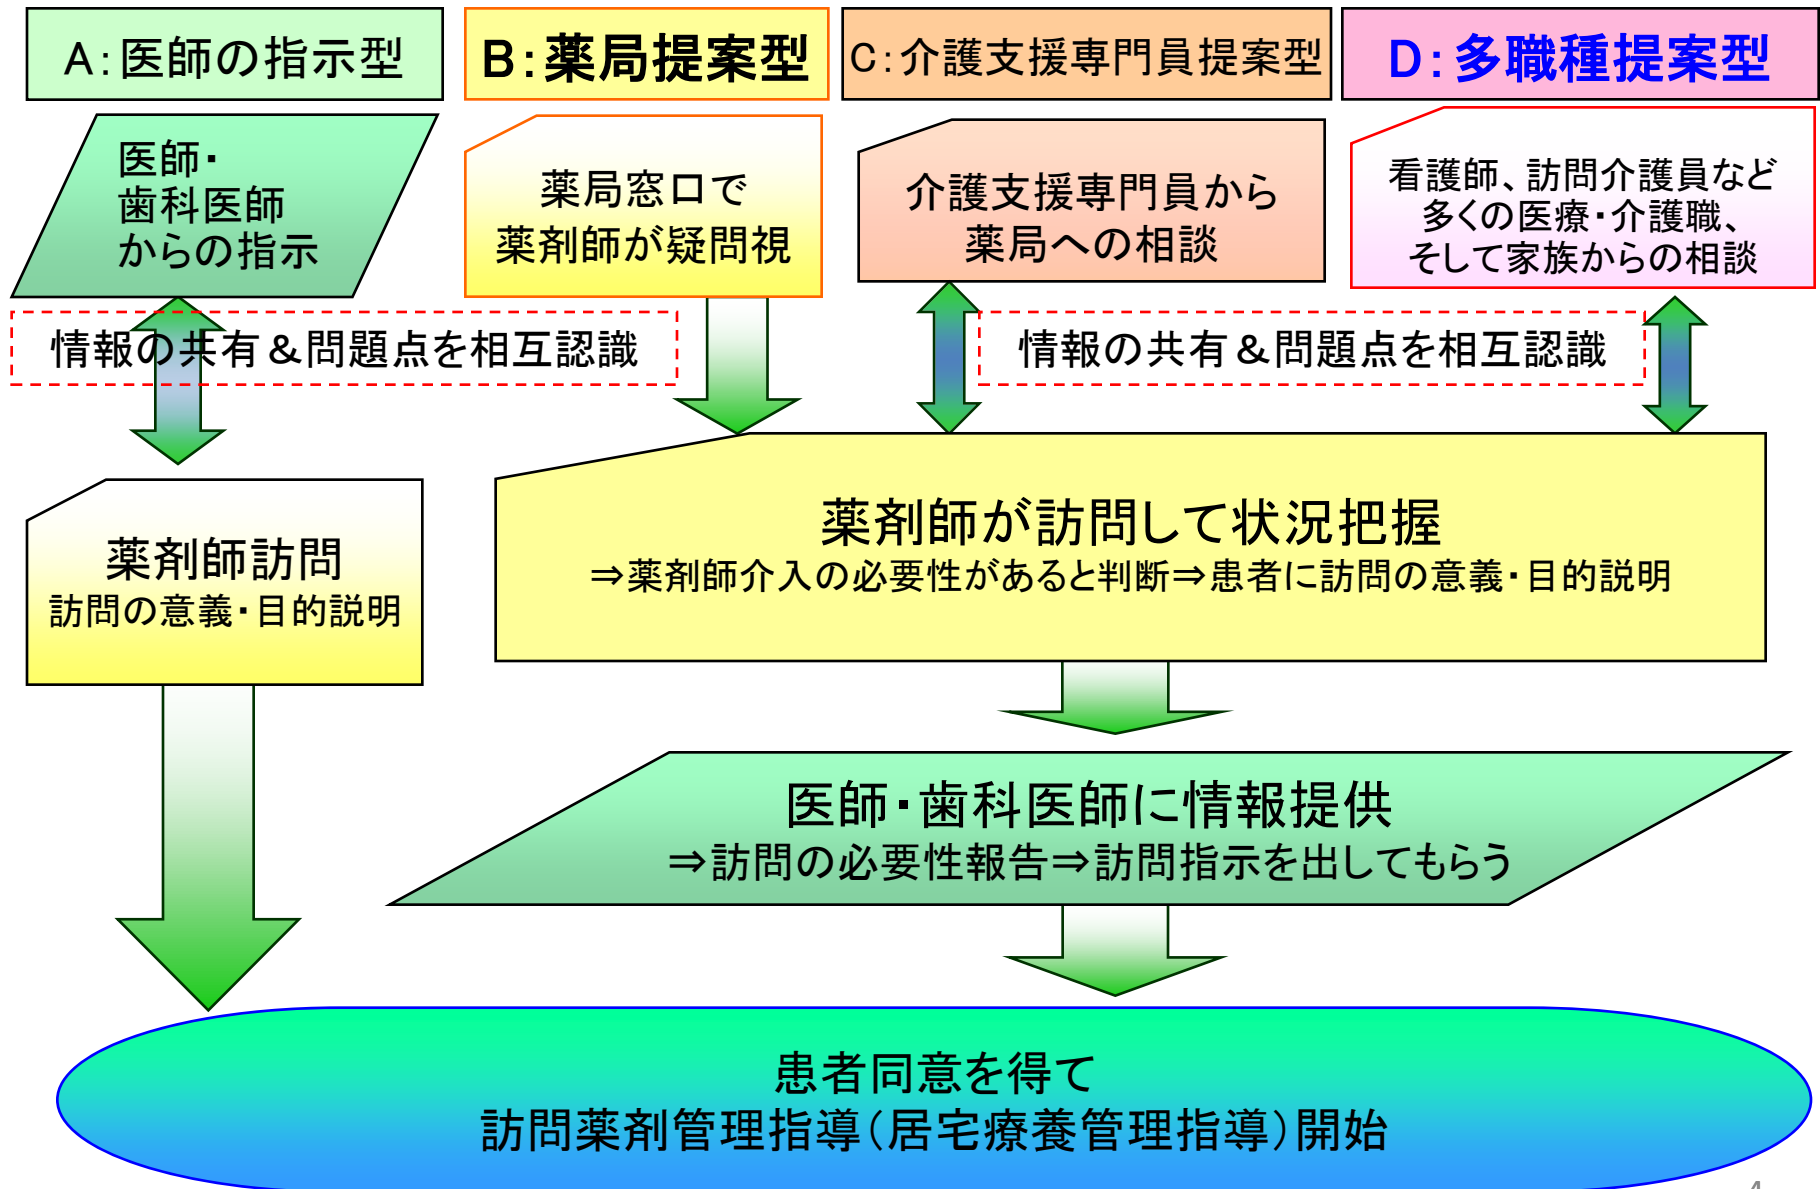 A：医師の指示型
B：薬局提案型
C：介護支援専門員提案型
D：多職種提案型
医師・
歯科医師
からの指示
薬局窓口で
薬剤師が疑問視
介護支援専門員から
薬局への相談
看護師、訪問介護員など
多くの医療・介護職、
そして家族からの相談
情報の共有＆問題点を相互認識
情報の共有＆問題点を相互認識
薬剤師訪問
訪問の意義・目的説明
薬剤師が訪問して状況把握
⇒薬剤師介入の必要性があると判断⇒患者に訪問の意義・目的説明
医師・歯科医師に情報提供
⇒訪問の必要性報告⇒訪問指示を出してもらう
患者同意を得て
訪問薬剤管理指導（居宅療養管理指導）開始
4